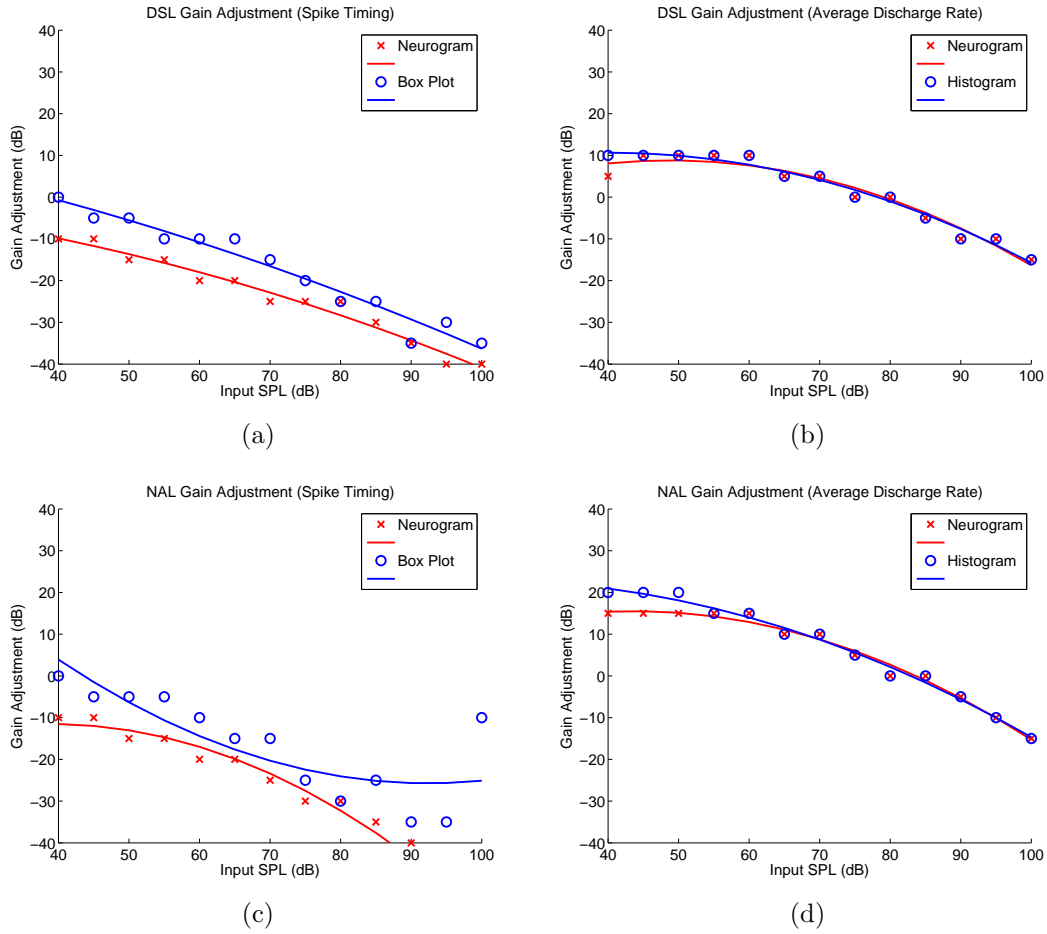 DSL Gain Adjustment (Spike Timing)
40
30
20
10
0
−10
−20
−30
−40
Gain Adjustment (dB)
40 50 60 70 80 90 100
Input SPL (dB)
Neurogram
Box Plot
(a)
DSL Gain Adjustment (Average Discharge Rate)
40
30
20
10
0
−10
−20
−30
−40
Gain Adjustment (dB)
40 50 60 70 80 90 100
Input SPL (dB)
Neurogram
Histogram
(b)
NAL Gain Adjustment (Spike Timing)
40
30
20
10
0
−10
−20
−30
−40
Gain Adjustment (dB)
40 50 60 70 80 90 100
Input SPL (dB)
Neurogram
Box Plot
(c)
NAL Gain Adjustment (Average Discharge Rate)
40
30
20
10
0
−10
−20
−30
−40
Gain Adjustment (dB)
40 50 60 70 80 90 100
Input SPL (dB)
Neurogram
Histogram
(d)